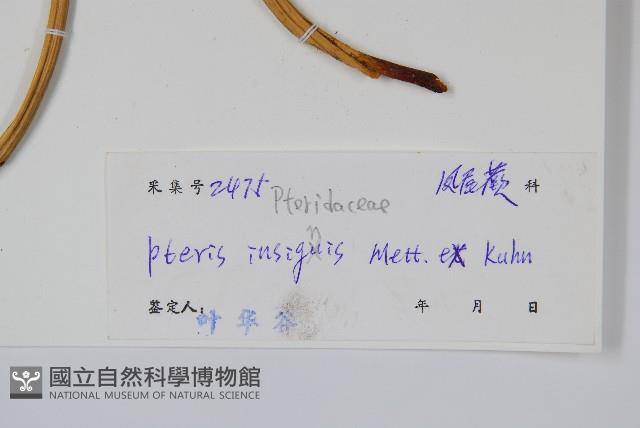 采集号 2475 凤尾蕨 科
Pteridaceae
n
pteris insignis Mett. ex Kuhn
鉴定人: 叶华谷 年 月 日
國立自然科學博物館
NATIONAL MUSEUM OF NATURAL SCIENCE